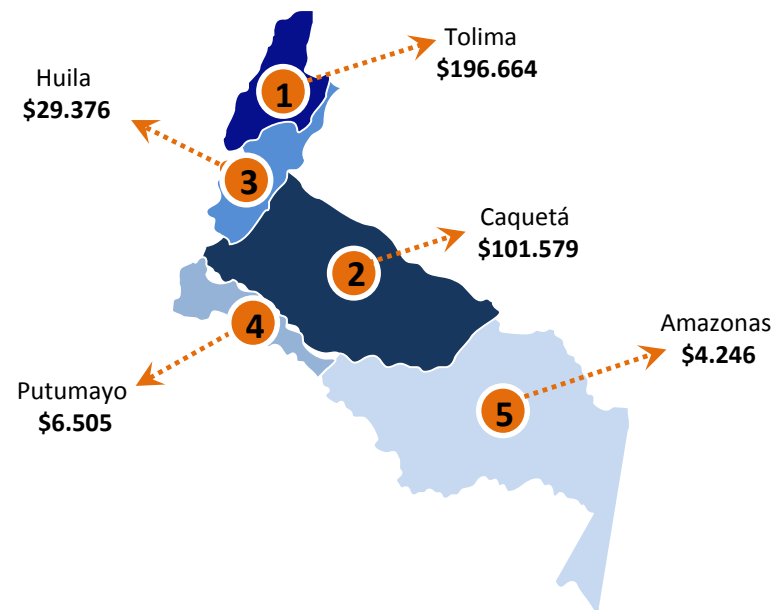 Tolima
$196.664
1
Huila
$29.376
3
Caquetá
$101.579
2
4
Amazonas
$4.246
Putumayo
$6.505
5